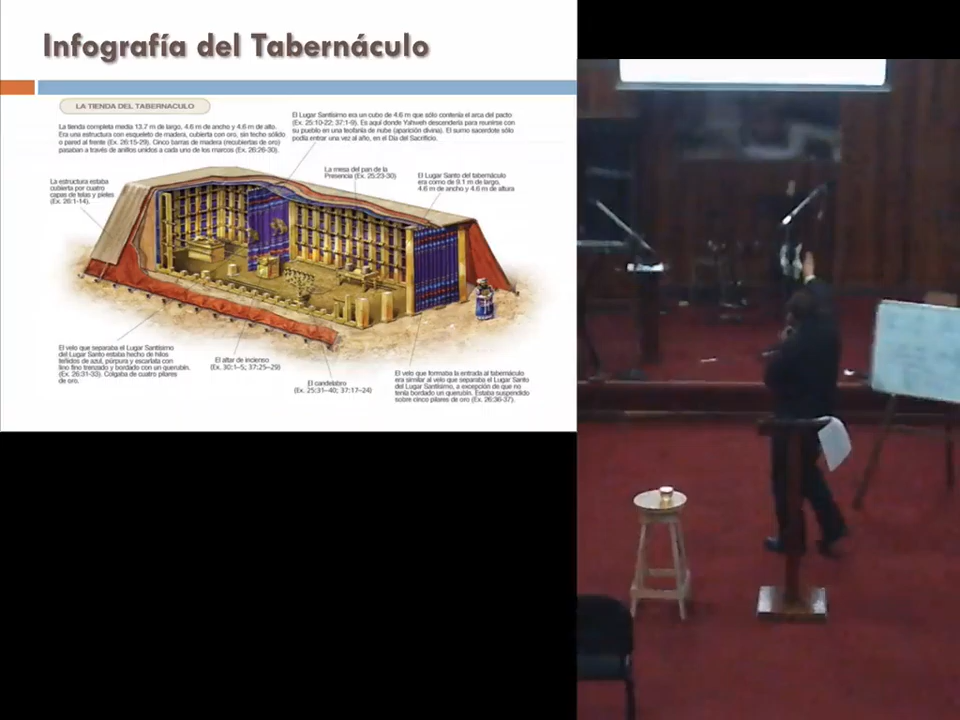 Infografía del Tabernáculo
LA TIENDA DEL TABERNACULO
La tienda completa media 13.7 m de largo, 4.6 m de ancho y 4.6 m de alto.
Era una estructura con esqueleto de madera, cubierta con oro, sin techo sólido
o pared al frente (Ex. 26:15-29). Cinco barras de madera (recubiertas de oro)
pasaban a través de anillos unidos a cada uno de los marcos (Ex. 26:26-30).
El Lugar Santísimo era un cubo de 4.6 m que sólo contenía el arca del pacto
(Ex. 25:10-22; 37:1-9). Es aquí donde Yahveh descendería para reunirse con
su pueblo en una teofanía de nube (aparición divina). El sumo sacerdote sólo
podía entrar una vez al año, en el Día del Sacrificio.
La mesa del pan de la
Presencia (Ex. 25:23-30)
El Lugar Santo del tabernáculo
era como de 9.1 m de largo,
4.6 m de ancho y 4.6 m de altura
La estructura estaba
cubierta por cuatro
capas de telas y pieles
(Ex. 26:1-14).
El velo que separaba el Lugar Santísimo
del Lugar Santo estaba hecho de hilos
teñidos de azul, púrpura y escarlata con
lino fino trenzado y bordado con un querubín.
(Ex. 26:31-33). Colgaba de cuatro pilares
de oro.
El altar de incienso
(Ex. 30:1–5; 37:25–29)
El candelabro
(Ex. 25:31–40; 37:17–24)
El velo que formaba la entrada al tabernáculo
era similar al velo que separaba el Lugar Santo
del Lugar Santísimo, a excepción de que no
tenía bordado un querubín. Estaba suspendido
sobre cinco pilares de oro (Ex. 26:36-37).